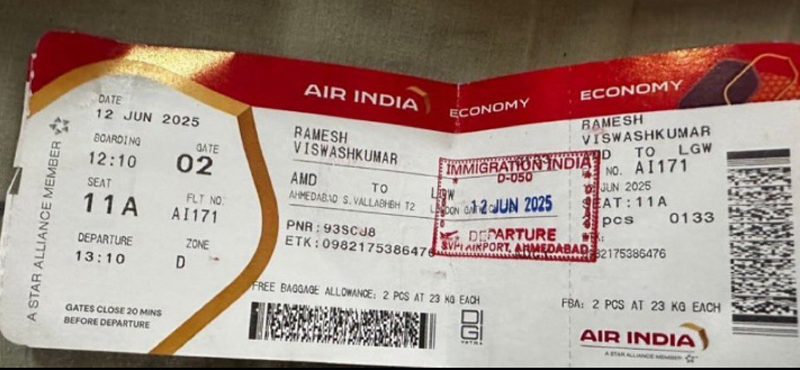 A STAR ALLIANCE MEMBER
DATE
12 JUN 2025
BOARDING
12:10
GATE
02
SEAT
11A
FLT NO.
AI171
DEPARTURE
13:10
ZONE
D
GATES CLOSE 20 MINS
BEFORE DEPARTURE
AIR INDIA
ECONOMY
RAMESH
VISWASHKUMAR
AMD TO LGW
AHMEDABAD S.VALLABHBH T2
PNR:93SCJ8
ETK:0982175386476
FREE BAGGAGE ALLOWANCE: 2 PCS AT 23 KG EACH
DIGI
YATRA
IMMIGRATION INDIA
D-050
12 JUN 2025
DEPARTURE
SVPI AIRPORT, AHMEDABAD
ECONOMY
RAMESH
VISWASHKUMAR
TO LGW
NO. AI171
JUN 2025
SEAT:11A
pcs 0133
82175386476
FBA: 2 PCS AT 23 KG EACH
AIR INDIA
A STAR ALLIANCE MEMBER